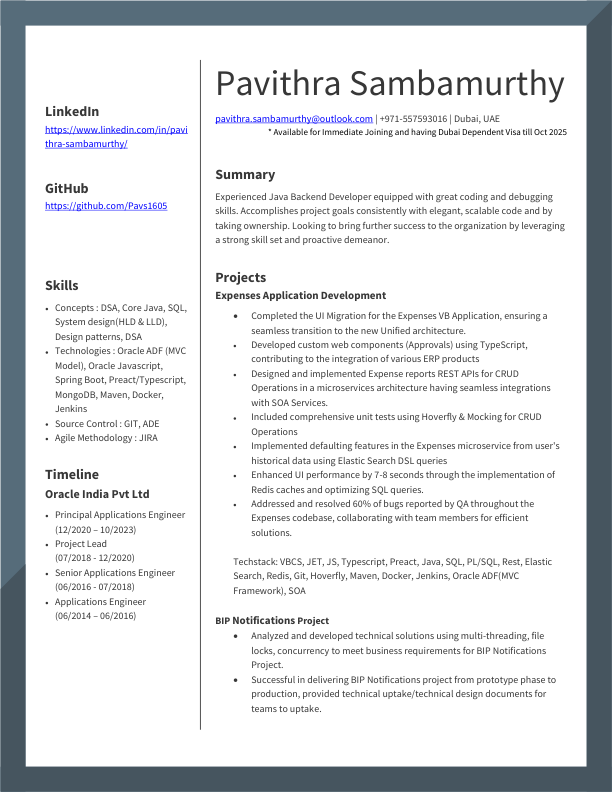 LinkedIn
https://www.linkedin.com/in/pavi
thra-sambamurthy/
GitHub
https://github.com/Pavs1605
Skills
• Concepts : DSA, Core Java, SQL,
System design(HLD & LLD),
Design patterns, DSA
• Technologies : Oracle ADF (MVC
Model), Oracle Javascript,
Spring Boot, Preact/Typescript,
MongoDB, Maven, Docker,
Jenkins
• Source Control : GIT, ADE
• Agile Methodology : JIRA
Timeline
Oracle India Pvt Ltd
• Principal Applications Engineer
(12/2020 – 10/2023)
• Project Lead
(07/2018 - 12/2020)
• Senior Applications Engineer
(06/2016 - 07/2018)
• Applications Engineer
(06/2014 – 06/2016)
Pavithra Sambamurthy
pavithra.sambamurthy@outlook.com | +971-557593016 | Dubai, UAE
* Available for Immediate Joining and having Dubai Dependent Visa till Oct 2025
Summary
Experienced Java Backend Developer equipped with great coding and debugging
skills. Accomplishes project goals consistently with elegant, scalable code and by
taking ownership. Looking to bring further success to the organization by leveraging
a strong skill set and proactive demeanor.
Projects
Expenses Application Development
• Completed the UI Migration for the Expenses VB Application, ensuring a
seamless transition to the new Unified architecture.
• Developed custom web components (Approvals) using TypeScript,
contributing to the integration of various ERP products
• Designed and implemented Expense reports REST APIs for CRUD
Operations in a microservices architecture having seamless integrations
with SOA Services.
• Included comprehensive unit tests using Hoverfly & Mocking for CRUD
Operations
• Implemented defaulting features in the Expenses microservice from user's
historical data using Elastic Search DSL queries
• Enhanced UI performance by 7-8 seconds through the implementation of
Redis caches and optimizing SQL queries.
• Addressed and resolved 60% of bugs reported by QA throughout the
Expenses codebase, collaborating with team members for efficient
solutions.
Techstack: VBCS, JET, JS, Typescript, Preact, Java, SQL, PL/SQL, Rest, Elastic
Search, Redis, Git, Hoverfly, Maven, Docker, Jenkins, Oracle ADF(MVC
Framework), SOA
BIP Notifications Project
• Analyzed and developed technical solutions using multi-threading, file
locks, concurrency to meet business requirements for BIP Notifications
Project.
• Successful in delivering BIP Notifications project from prototype phase to
production, provided technical uptake/technical design documents for
teams to uptake.